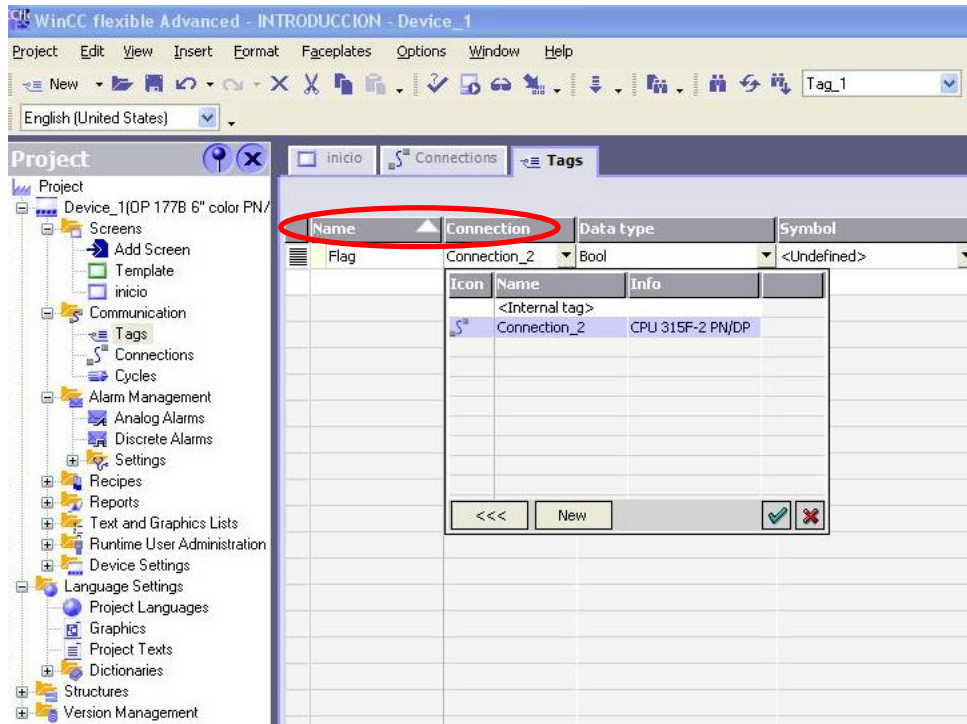 WinCC flexible Advanced - INTRODUCCION - Device_1
Project Edit View Insert Format Faceplates Options Window Help
New Tag_1
English (United States)
Project
inicio Connections Tags
Project
Device_1(OP 177B 6" color PN/
Screens
Add Screen
Template
inicio
Communication
Tags
Connections
Cycles
Alarm Management
Analog Alarms
Discrete Alarms
Settings
Recipes
Reports
Text and Graphics Lists
Runtime User Administration
Device Settings
Language Settings
Project Languages
Graphics
Project Texts
Dictionaries
Structures
Version Management
Name Connection Data type Symbol
Flag Connection_2 Bool <Undefined>
Icon Name Info
<Internal tag>
Connection_2 CPU 315F-2 PN/DP
<<< New